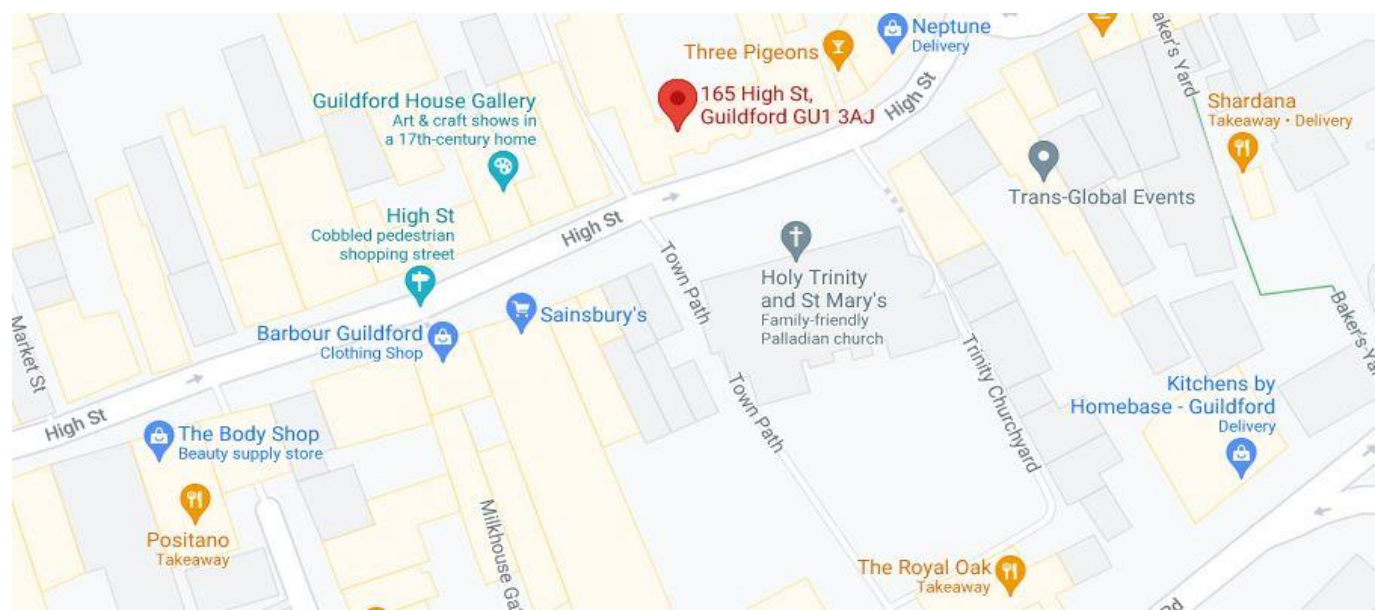 Neptune
Delivery
Three Pigeons
165 High St,
Guildford GU1 3AJ
High St
Baker's Yard
Shardana
Takeaway • Delivery
Guildford House Gallery
Art & craft shows in
a 17th-century home
Trans-Global Events
High St
Cobbled pedestrian
shopping street
High St
Town Path
Holy Trinity
and St Mary's
Family-friendly
Palladian church
Sainsbury's
Barbour Guildford
Clothing Shop
Market St
Trinity Churchyard
Baker's-Ya
Kitchens by
Homebase - Guildford
Delivery
High St
The Body Shop
Beauty supply store
Town Path
Positano
Takeaway
Milkhouse Ga
The Royal Oak
Takeaway
Rd